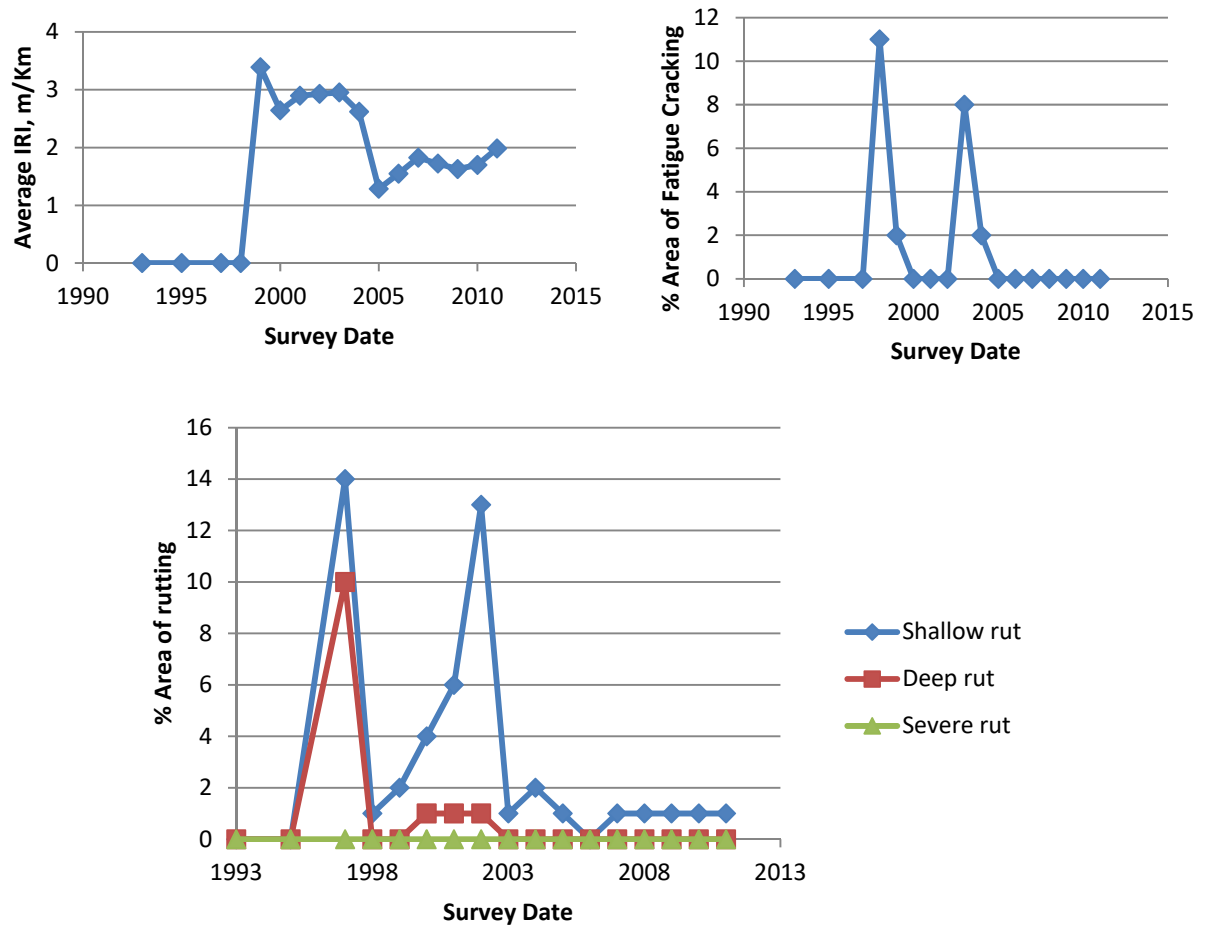 Average IRI, m/Km
4
3
2
1
0
1990 1995 2000 2005 2010 2015
Survey Date
% Area of Fatigue Cracking
12
10
8
6
4
2
0
1990 1995 2000 2005 2010 2015
Survey Date
% Area of rutting
16
14
12
10
8
6
4
2
0
1993 1998 2003 2008 2013
Survey Date
Shallow rut
Deep rut
Severe rut